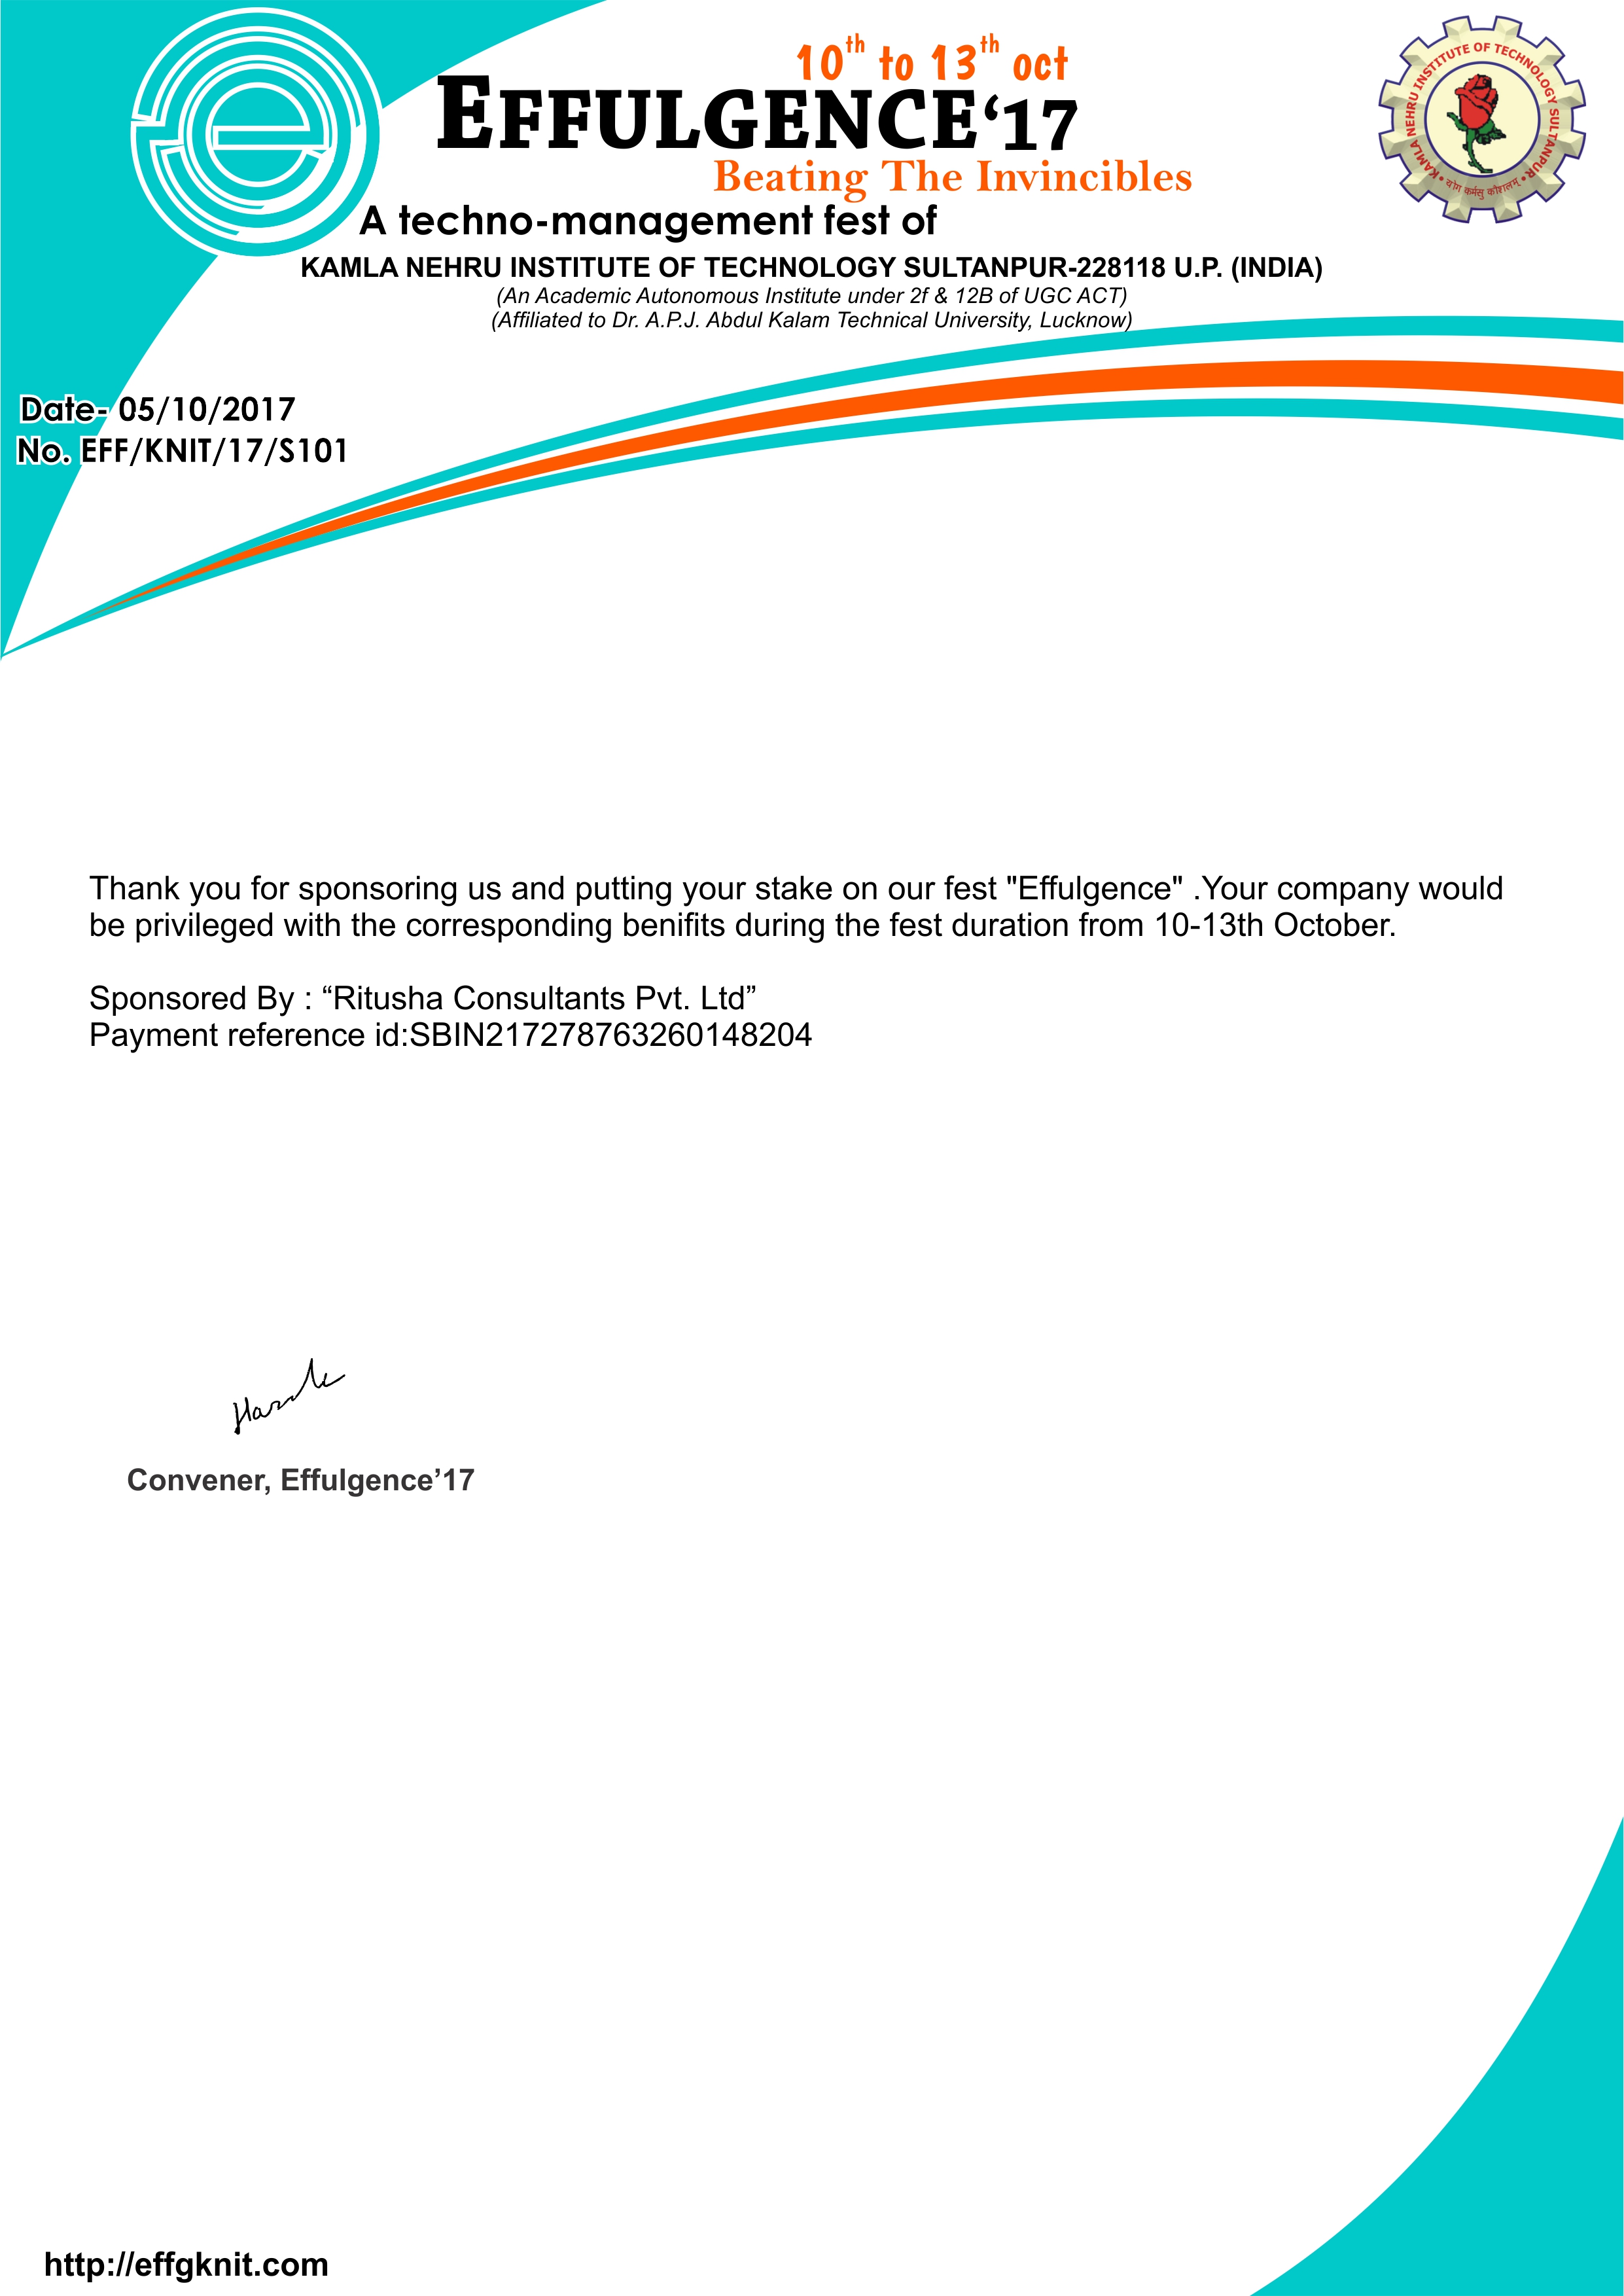 10th to 13th oct
EFFULGENCE‘17
Beating The Invincibles
A techno-management fest of
KAMLA NEHRU INSTITUTE OF TECHNOLOGY SULTANPUR-228118 U.P. (INDIA)
(An Academic Autonomous Institute under 2f & 12B of UGC ACT)
(Affiliated to Dr. A.P.J. Abdul Kalam Technical University, Lucknow)
KAMLA NEHRU INSTITUTE OF TECHNOLOGY SULTANPUR
योग कर्मसु कौशलम्
Date- 05/10/2017
No. EFF/KNIT/17/S101
Thank you for sponsoring us and putting your stake on our fest "Effulgence" .Your company would
be privileged with the corresponding benifits during the fest duration from 10-13th October.
Sponsored By : “Ritusha Consultants Pvt. Ltd”
Payment reference id:SBIN217278763260148204
Convener, Effulgence’17
http://effgknit.com